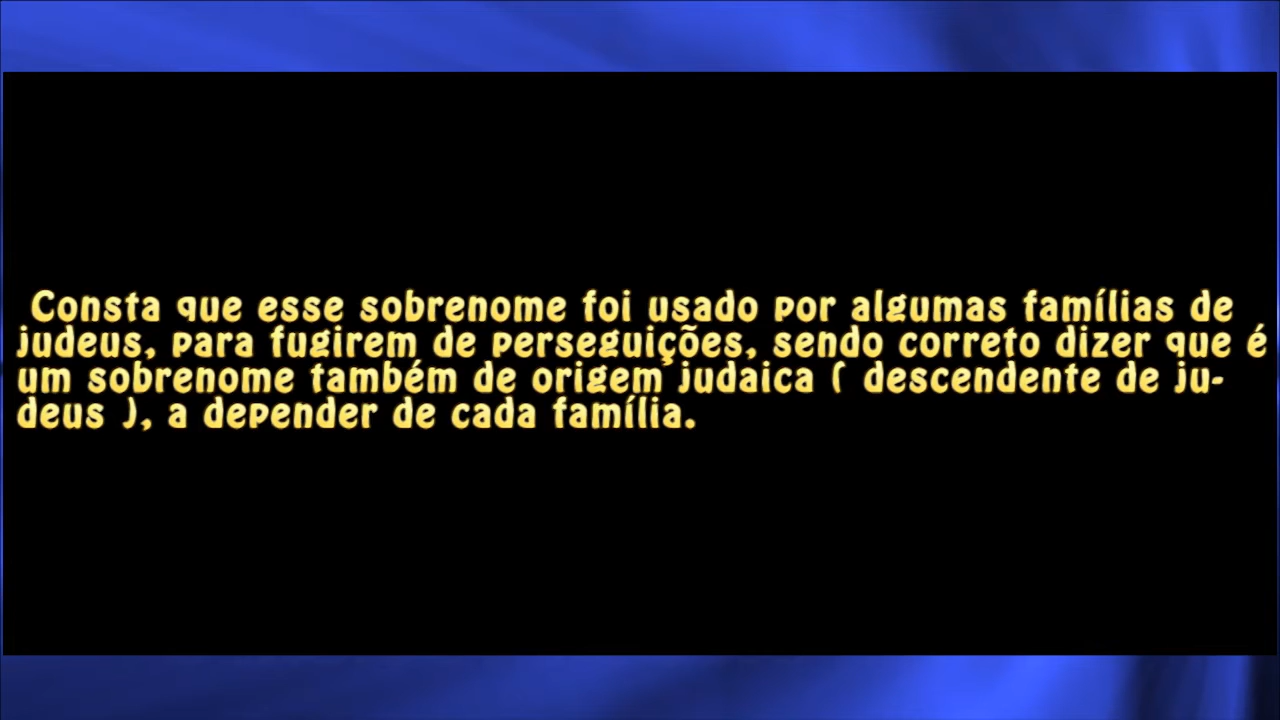 Consta que esse sobrenome foi usado por algumas famílias de
judeus, para fugirem de perseguições, sendo correto dizer que é
um sobrenome também de origem judaica ( descendente de ju-
deus ), a depender de cada família.